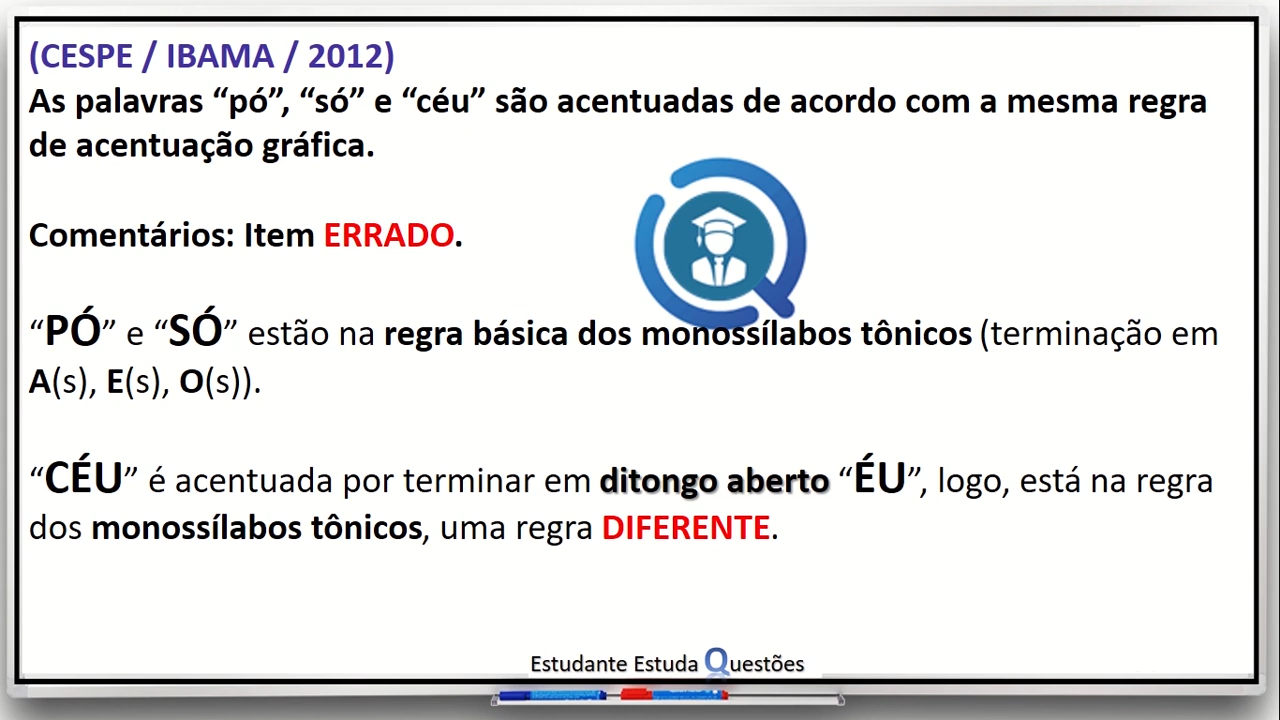 (CESPE / IBAMA / 2012)
As palavras “pó”, “só” e “céu” são acentuadas de acordo com a mesma regra
de acentuação gráfica.
Comentários: Item ERRADO.
“PÓ” e “SÓ” estão na regra básica dos monossílabos tônicos (terminação em
A(s), E(s), O(s)).
“CÉU” é acentuada por terminar em ditongo aberto “ÉU”, logo, está na regra
dos monossílabos tônicos, uma regra DIFERENTE.
Estudante Estuda Questões